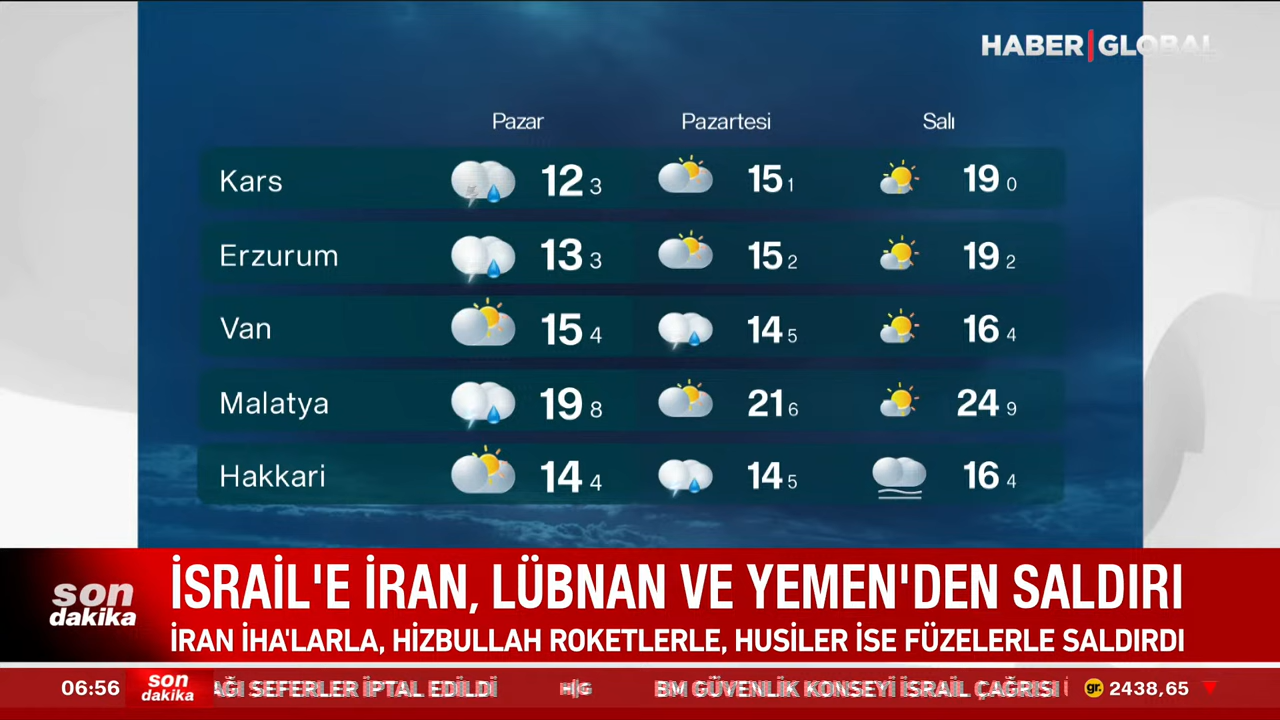 HABER GLOBAL
Pazar Pazartesi Salı
Kars 12 3 15 1 19 0
Erzurum 13 3 15 2 19 2
Van 15 4 14 5 16 4
Malatya 19 8 21 6 24 9
Hakkari 14 4 14 5 16 4
son
dakika
İSRAİL'E İRAN, LÜBNAN VE YEMEN'DEN SALDIRI
İRAN İHA'LARLA, HİZBULLAH ROKETLERLE, HUSİLER İSE FÜZELERLE SALDIRDI
06:56 son dakika SEFERLER İPTAL EDİLDİ H|G BM GÜVENLİK KONSEYİ İSRAİL ÇAĞRISI gr. 2438,65